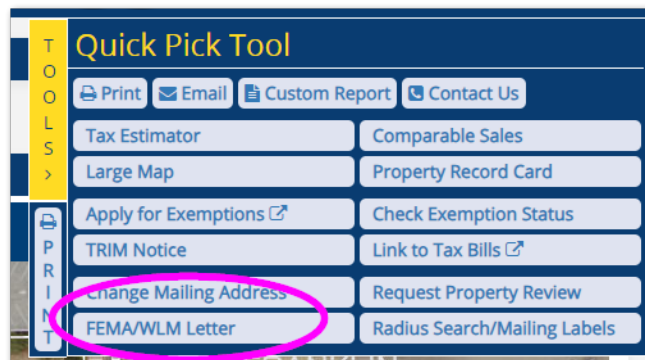 TOOLS >
Quick Pick Tool
Print Email Custom Report Contact Us
Tax Estimator Comparable Sales
Large Map Property Record Card
Apply for Exemptions Check Exemption Status
TRIM Notice Link to Tax Bills
PRINT
Change Mailing Address Request Property Review
FEMA/WLM Letter Radius Search/Mailing Labels